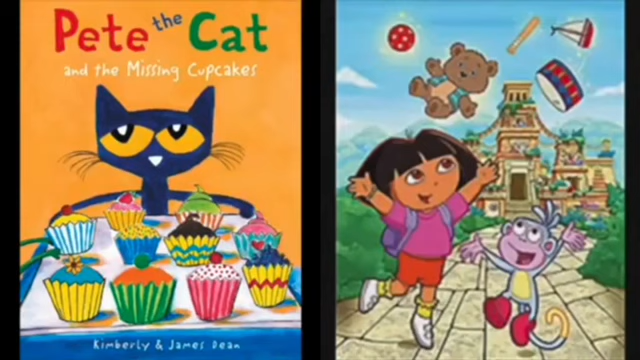 Pete the Cat
and the Missing Cupcakes
Kimberly & James Dean